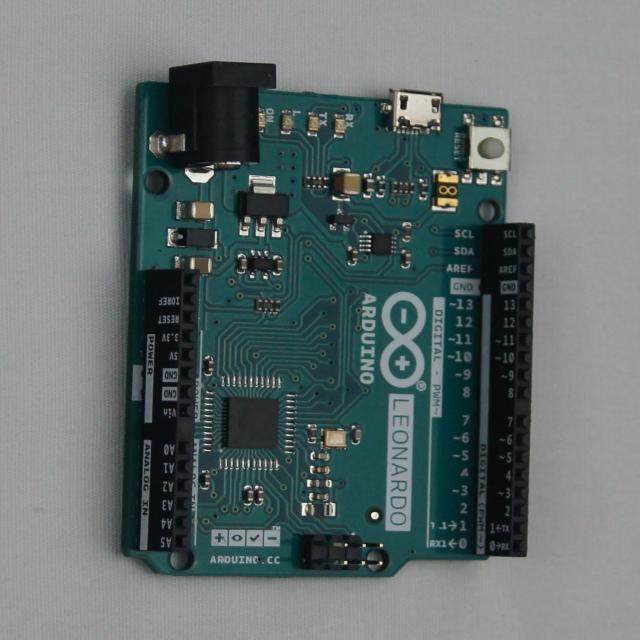 ON
L
TX
RX
RESET
SCL
SDA
AREF
GND
~13
12
~11
~10
~9
8
7
~6
~5
4
~3
2
1
RX1→0
SCL
SDA
AREF
GND
13
12
~11
~10
~9
8
7
~6
~5
4
~3
2
1→TX
0→RX
DIGITAL - PWM~
DIGITAL (PWM~)
ARDUINO
LEONARDO
IOREF
RESET
3.3V
5V
GND
GND
Vin
POWER
A0
A1
A2
A3
A4
A5
ANALOG IN
ARDUINO.CC